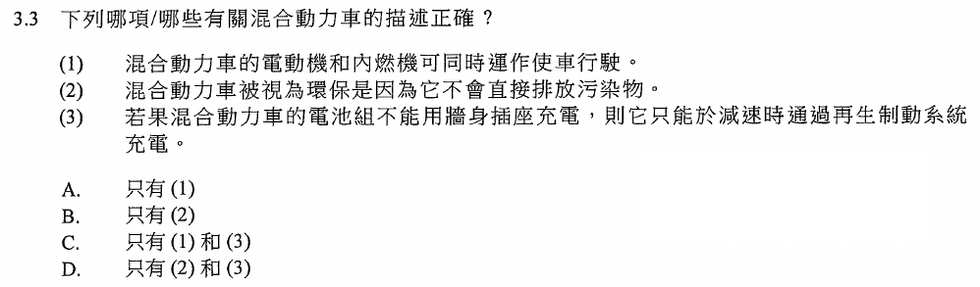 3.3 下列哪項/哪些有關混合動力車的描述正確？
(1) 混合動力車的電動機和內燃機可同時運作使車行駛。
(2) 混合動力車被視為環保是因為它不會直接排放污染物。
(3) 若果混合動力車的電池組不能用牆身插座充電，則它只能於減速時通過再生制動系統
充電。
A. 只有 (1)
B. 只有 (2)
C. 只有 (1) 和 (3)
D. 只有 (2) 和 (3)